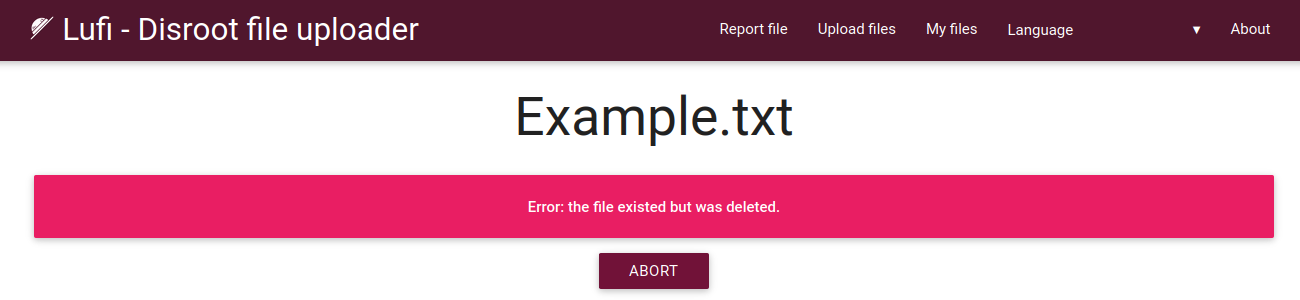 Lufi - Disroot file uploader Report file Upload files My files Language ▾ About
Example.txt
Error: the file existed but was deleted.
ABORT